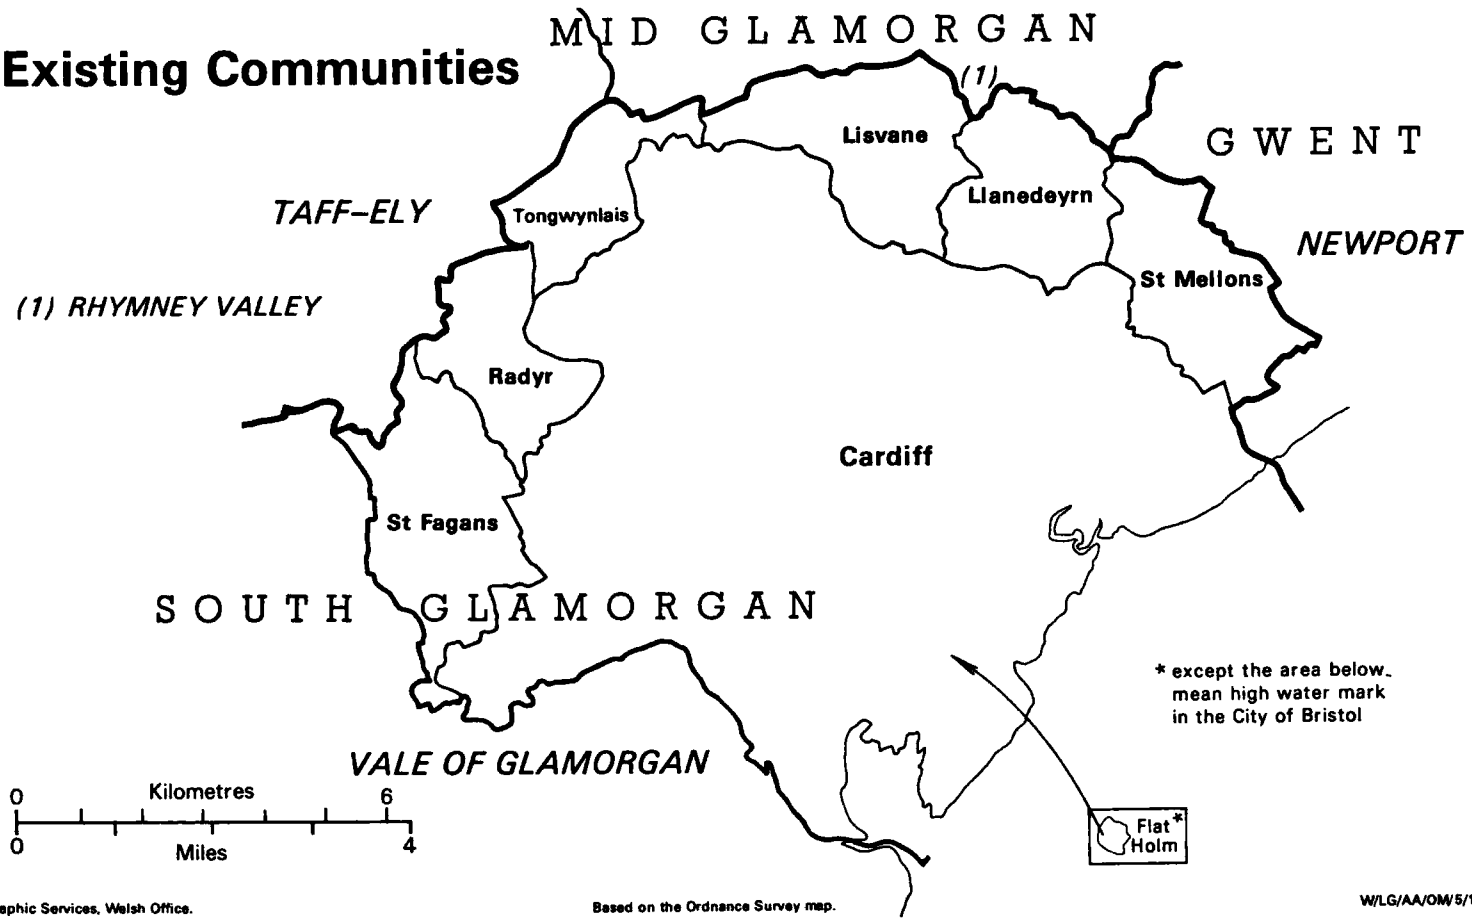 MID GLAMORGAN
Existing Communities
(1)
Lisvane
GWENT
Llanedeyrn
TAFF-ELY
Tongwynlais
NEWPORT
St Mellons
(1) RHYMNEY VALLEY
Radyr
Cardiff
St Fagans
SOUTH GLAMORGAN
* except the area below
mean high water mark
in the City of Bristol
VALE OF GLAMORGAN
0 Kilometres 6
0 Miles 4
Flat*
Holm
aphic Services, Welsh Office.
Based on the Ordnance Survey map.
W/LG/AA/OM/5/1